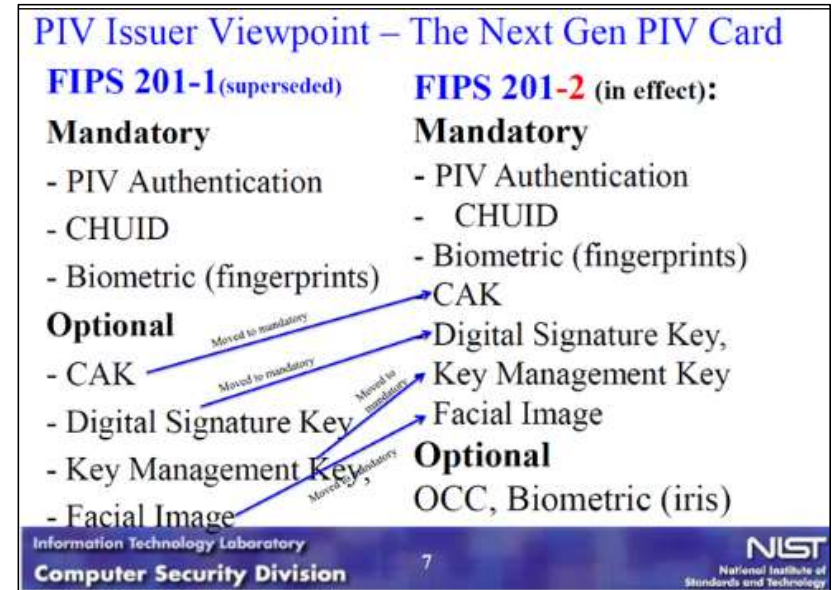 PIV Issuer Viewpoint – The Next Gen PIV Card
FIPS 201-1(superseded)
Mandatory
- PIV Authentication
- CHUID
- Biometric (fingerprints)
Optional
- CAK
- Digital Signature Key
- Key Management Key,
- Facial Image
Moved to mandatory
Moved to mandatory
Moved to
mandatory
Moved to mandatory
FIPS 201-2 (in effect):
Mandatory
- PIV Authentication
- CHUID
- Biometric (fingerprints)
-CAK
-Digital Signature Key,
- Key Management Key
- Facial Image
Optional
OCC, Biometric (iris)
Information Technology Laboratory
Computer Security Division
7
NIST
National Institute of
Standards and Technology